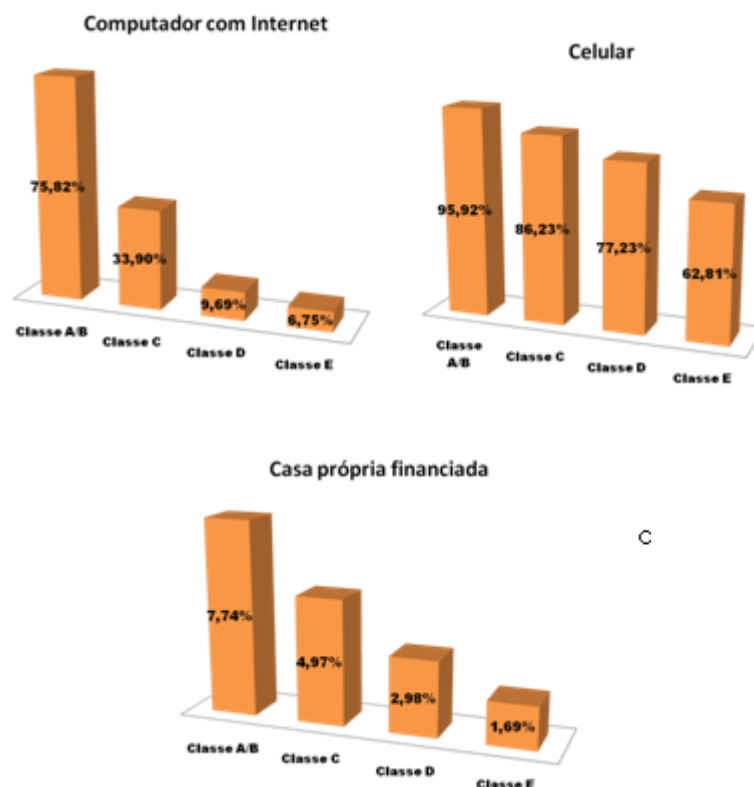 Computador com Internet
75,82%
33,90%
9,69%
6,75%
Classe A/B
Classe C
Classe D
Classe E
Celular
95,92%
86,23%
77,23%
62,81%
Classe
A/B
Classe C
Classe D
Classe E
Casa própria financiada
7,74%
4,97%
2,98%
1,69%
Classe A/B
Classe C
Classe D
Classe E